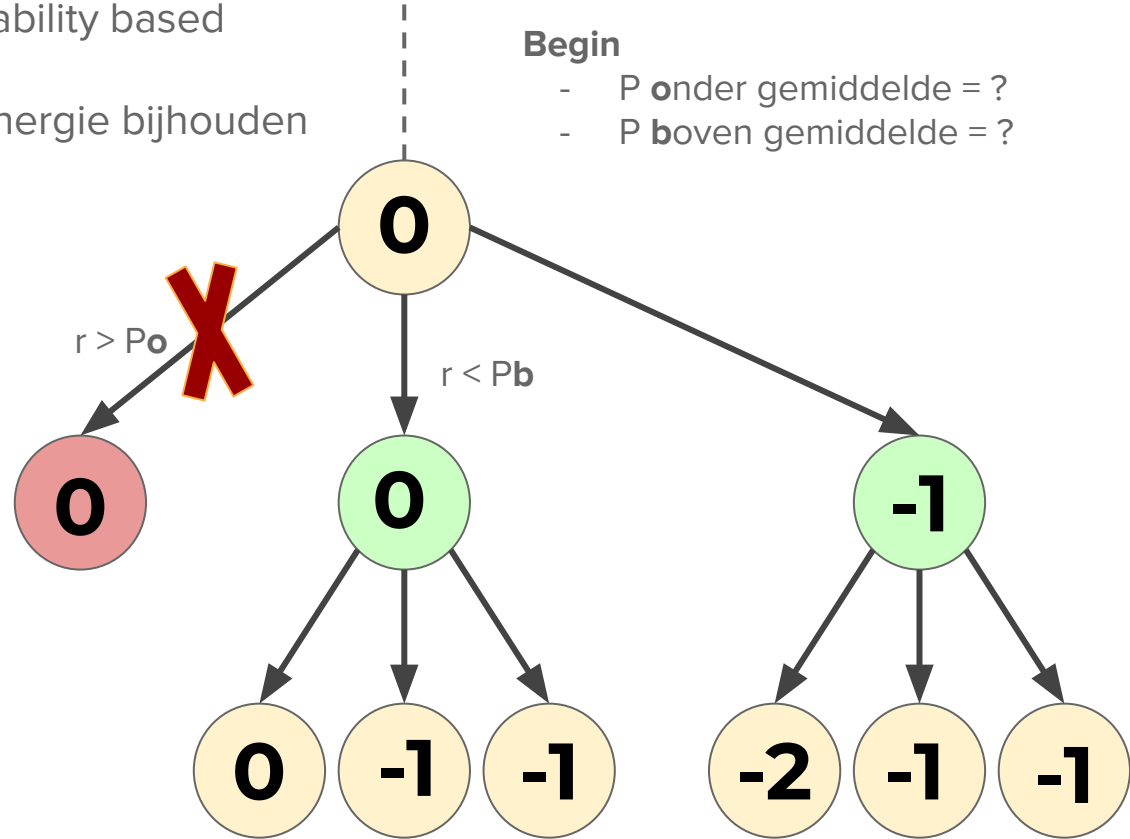 ability based
nergie bijhouden
Begin
- P onder gemiddelde = ?
- P boven gemiddelde = ?
0
r > Po
r < Pb
0
0
-1
0
-1
-1
-2
-1
-1